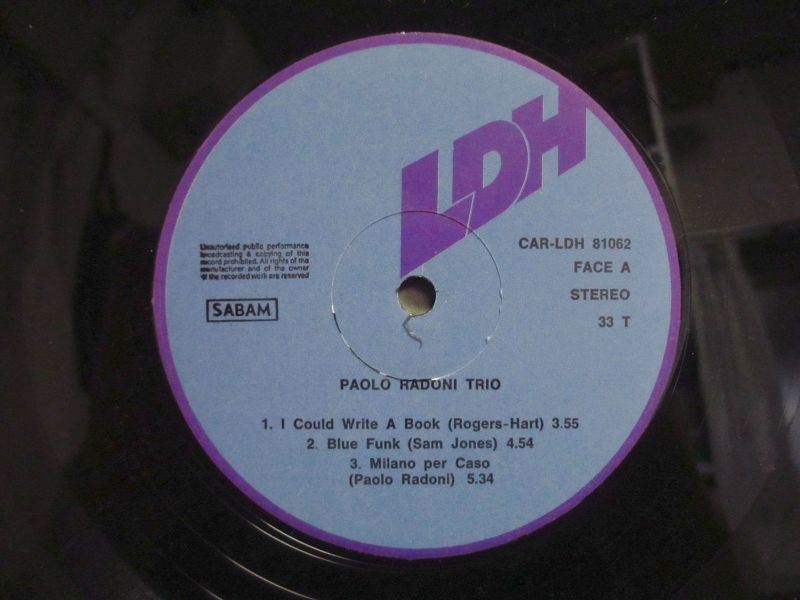 LDH
CAR-LDH 81062
FACE A
STEREO
33 T
Unauthorised public performance
broadcasting & copying of this
record prohibited. All rights of the
manufacturer and of the owner
of the recorded work are reserved
SABAM
PAOLO RADONI TRIO
1. I Could Write A Book (Rogers-Hart) 3.55
2. Blue Funk (Sam Jones) 4.54
3. Milano per Caso
(Paolo Radoni) 5.34